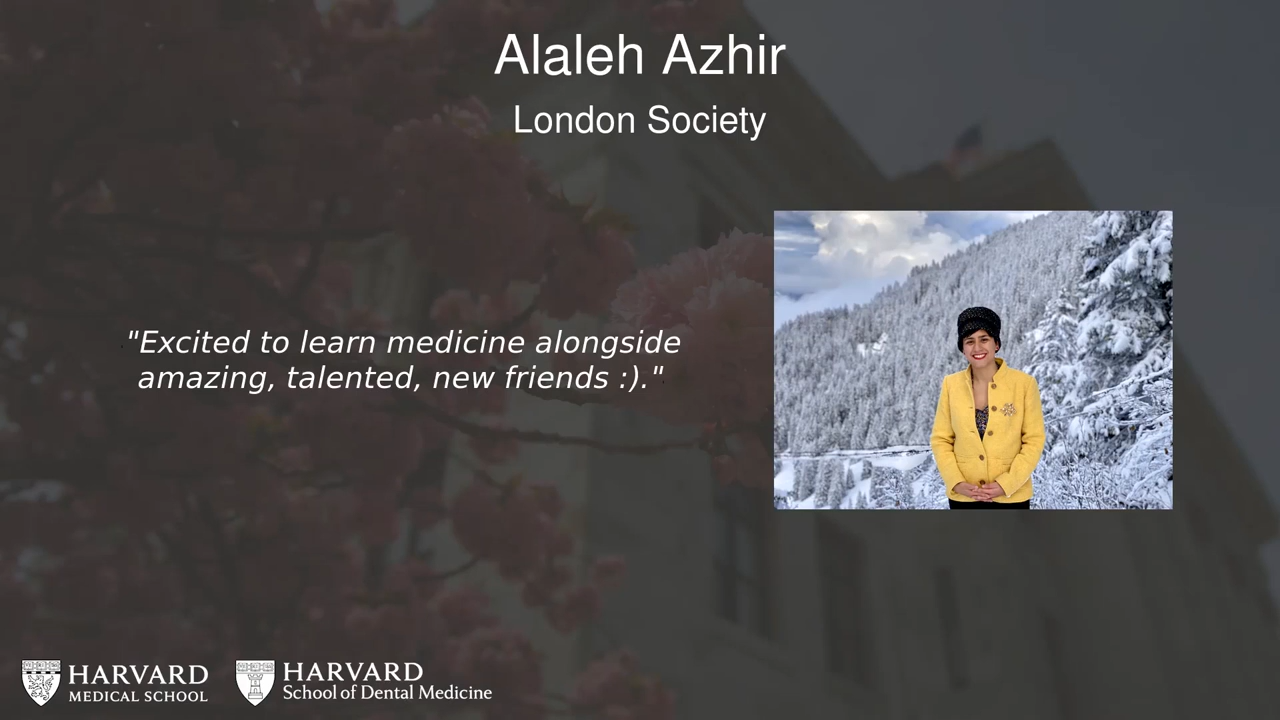 Alaleh Azhir
London Society
"Excited to learn medicine alongside
amazing, talented, new friends :)."
HARVARD
MEDICAL SCHOOL
HARVARD
School of Dental Medicine